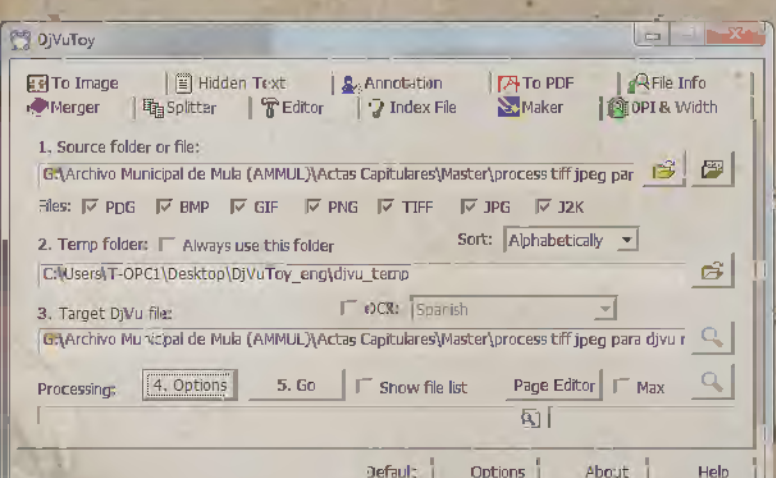 DjVuToy
To Image Hidden Text Annotation To PDF File Info
Merger Splitter Editor Index File Maker DPI & Width
1. Source folder or file:
G:\Archivo Municipal de Mula (AMMUL)\Actas Capitulares\Master\process tiff jpeg par
Files: PDG BMP GIF PNG TIFF JPG J2K
2. Temp folder: Always use this folder Sort: Alphabetically
C:\Users\T-OPC1\Desktop\DjVuToy_eng\djvu_temp
3. Target DjVu file: OCR: Spanish
G:\Archivo Municipal de Mula (AMMUL)\Actas Capitulares\Master\process tiff jpeg para djvu r
Processing: 4. Options 5. Go Show file list Page Editor Max
Default Options About Help